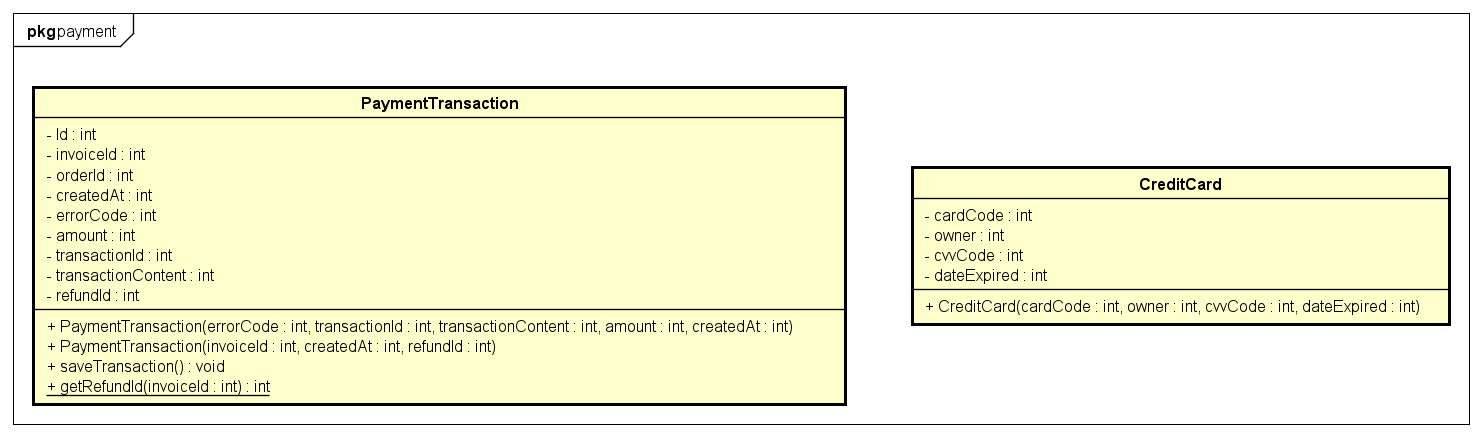 pkg payment
PaymentTransaction
- Id : int
- invoiceId : int
- orderId : int
- createdAt : int
- errorCode : int
- amount : int
- transactionId : int
- transactionContent : int
- refundId : int
+ PaymentTransaction(errorCode : int, transactionId : int, transactionContent : int, amount : int, createdAt : int)
+ PaymentTransaction(invoiceId : int, createdAt : int, refundId : int)
+ saveTransaction() : void
+ getRefundId(invoiceId : int) : int
CreditCard
- cardCode : int
- owner : int
- cvvCode : int
- dateExpired : int
+ CreditCard(cardCode : int, owner : int, cvvCode : int, dateExpired : int)